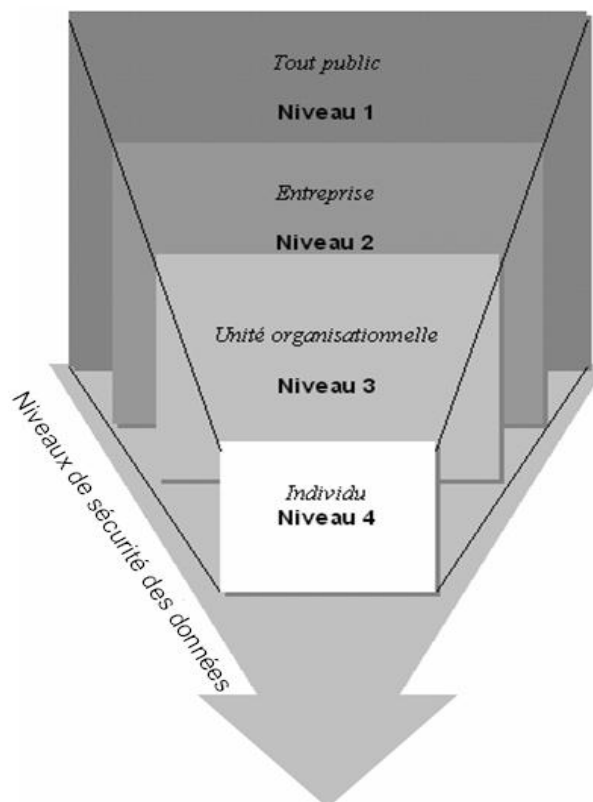 Tout public
Niveau 1
Entreprise
Niveau 2
Unité organisationnelle
Niveau 3
Individu
Niveau 4
Niveaux de sécurité des données